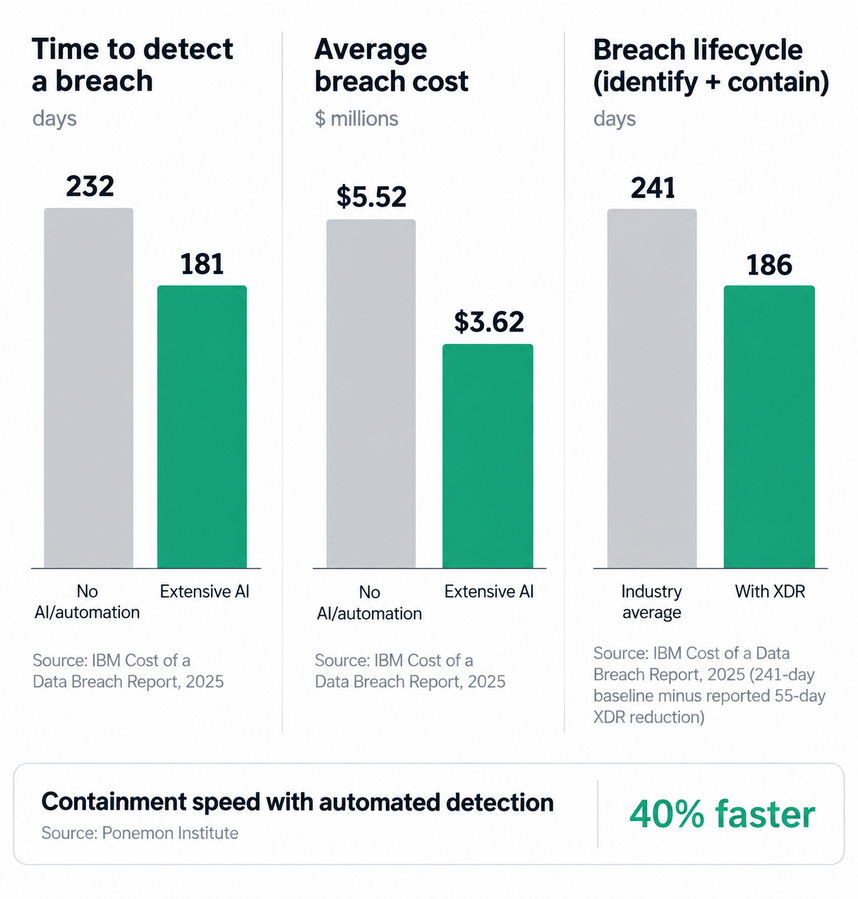 Time to detect
a breach
days
232
181
No
AI/automation
Extensive AI
Source: IBM Cost of a
Data Breach Report, 2025
Average
breach cost
$ millions
$5.52
$3.62
No
AI/automation
Extensive AI
Source: IBM Cost of a
Data Breach Report, 2025
Breach lifecycle
(identify + contain)
days
241
186
Industry
average
With XDR
Source: IBM Cost of a Data
Breach Report, 2025 (241-day
baseline minus reported 55-day
XDR reduction)
Containment speed with automated detection
Source: Ponemon Institute
40% faster